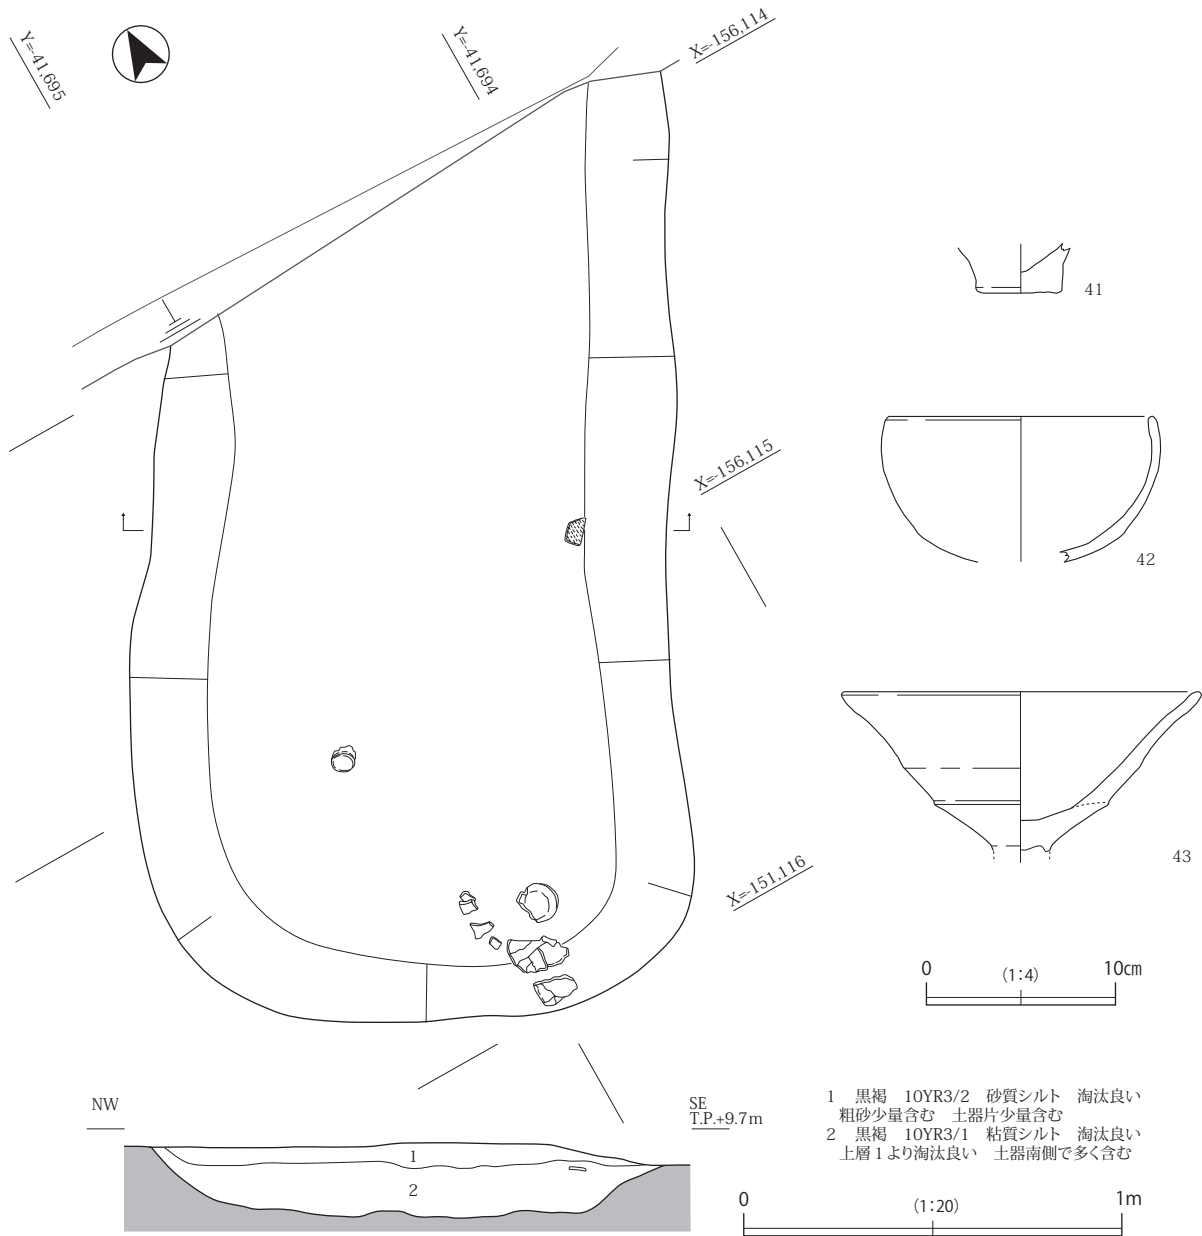 Y=-41,695
Y=-41,694
X=-156,114
41
X=-156,115
42
43
X=-151,116
0 (1:4) 10cm
NW
SE
T.P.+9.7m
1
2
1 黒褐 10YR3/2 砂質シルト 淘汰良い
粗砂少量含む 土器片少量含む
2 黒褐 10YR3/1 粘質シルト 淘汰良い
上層1より淘汰良い 土器南側で多く含む
0 (1:20) 1m